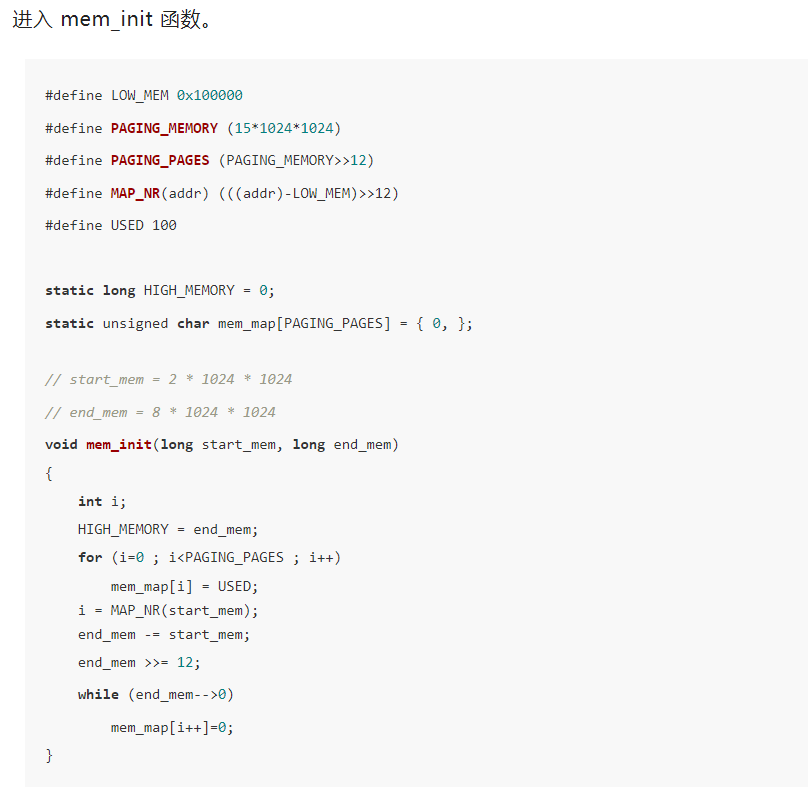 进入 mem_init 函数。
#define LOW_MEM 0x100000
#define PAGING_MEMORY (15*1024*1024)
#define PAGING_PAGES (PAGING_MEMORY>>12)
#define MAP_NR(addr) (((addr)-LOW_MEM)>>12)
#define USED 100
static long HIGH_MEMORY = 0;
static unsigned char mem_map[PAGING_PAGES] = { 0, };
// start_mem = 2 * 1024 * 1024
// end_mem = 8 * 1024 * 1024
void mem_init(long start_mem, long end_mem)
{
    int i;
    HIGH_MEMORY = end_mem;
    for (i=0 ; i<PAGING_PAGES ; i++)
        mem_map[i] = USED;
    i = MAP_NR(start_mem);
    end_mem -= start_mem;
    end_mem >>= 12;
    while (end_mem-->0)
        mem_map[i++]=0;
}